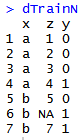 > dTrainN
  x  z y
1 a  1 0
2 a  2 0
3 a  3 0
4 a  4 1
5 b  5 0
6 b NA 1
7 b  7 1